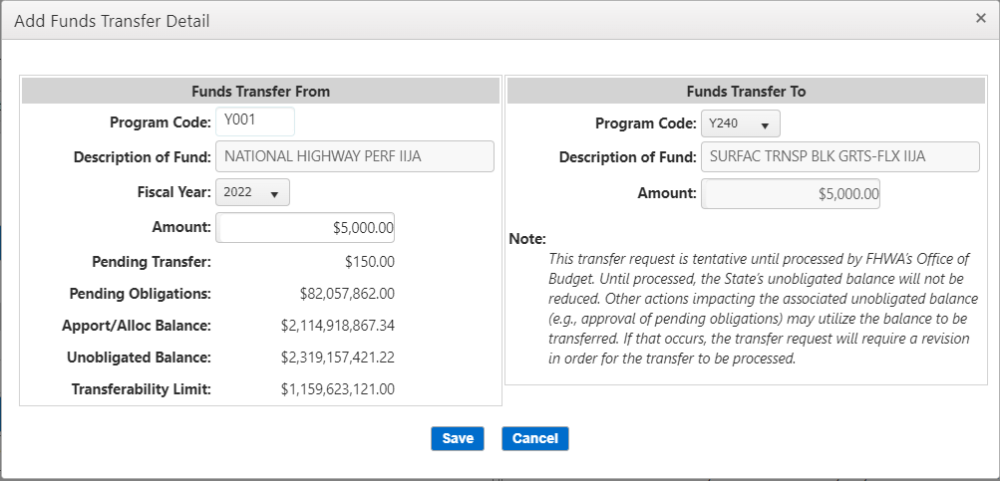 Add Funds Transfer Detail
×
Funds Transfer From
Program Code: Y001
Description of Fund: NATIONAL HIGHWAY PERF IIJA
Fiscal Year: 2022
Amount: $5,000.00
Pending Transfer: $150.00
Pending Obligations: $82,057,862.00
Apport/Alloc Balance: $2,114,918,867.34
Unobligated Balance: $2,319,157,421.22
Transferability Limit: $1,159,623,121.00
Funds Transfer To
Program Code: Y240
Description of Fund: SURFAC TRNSP BLK GRTS-FLX IIJA
Amount: $5,000.00
Note:
This transfer request is tentative until processed by FHWA's Office of
Budget. Until processed, the State's unobligated balance will not be
reduced. Other actions impacting the associated unobligated balance
(e.g., approval of pending obligations) may utilize the balance to be
transferred. If that occurs, the transfer request will require a revision
in order for the transfer to be processed.
Save
Cancel